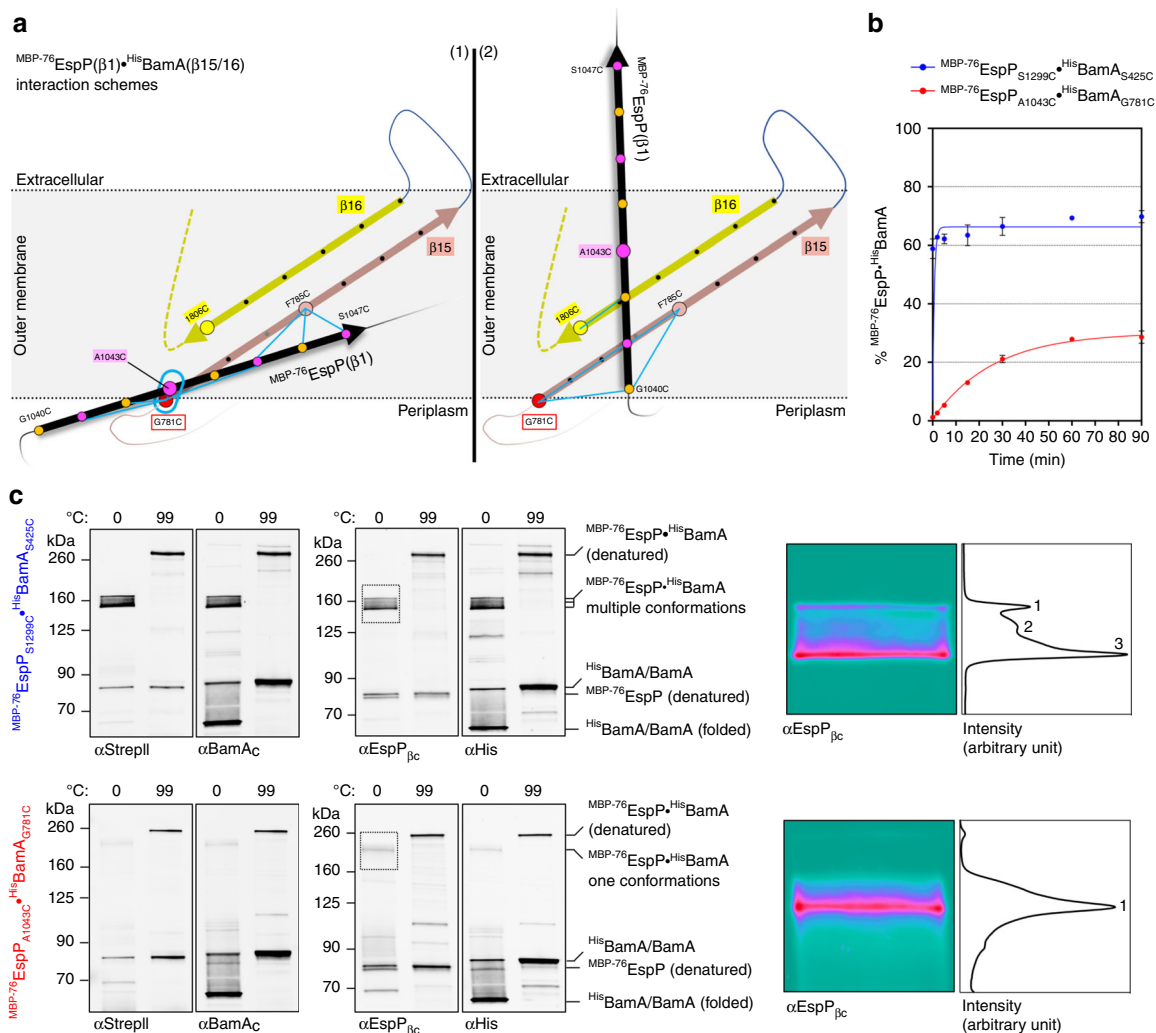 a
MBP-76EspP(β1)•HisBamA(β15/16)
interaction schemes
(1)
(2)
Extracellular
Outer membrane
Periplasm
β16
β15
1806C
F785C
S1047C
A1043C
MBP-76EspP(β1)
G1040C
G781C
S1047C
MBP-76EspP(β1)
Extracellular
Outer membrane
Periplasm
β16
β15
A1043C
F785C
1806C
G1040C
G781C
b
MBP-76EspPS1299C•HisBamAS425C
MBP-76EspPA1043C•HisBamAG781C
% MBP-76EspP•HisBamA
100
80
60
40
20
0
0 10 20 30 40 50 60 70 80 90
Time (min)
c
MBP-76EspPS1299C•HisBamAS425C
°C: 0 99 0 99
kDa
260
160
125
90
70
αStrepII
αBamAC
°C: 0 99 0 99
kDa
260
160
125
90
70
αEspPβc
αHis
MBP-76EspP•HisBamA
(denatured)
MBP-76EspP•HisBamA
multiple conformations
HisBamA/BamA
MBP-76EspP (denatured)
HisBamA/BamA (folded)
1
2
3
αEspPβc
Intensity
(arbitrary unit)
MBP-76EspPA1043C•HisBamAG781C
°C: 0 99 0 99
kDa
260
160
125
90
70
αStrepII
αBamAC
°C: 0 99 0 99
kDa
260
160
125
90
70
αEspPβc
αHis
MBP-76EspP•HisBamA
(denatured)
MBP-76EspP•HisBamA
one conformations
HisBamA/BamA
MBP-76EspP (denatured)
HisBamA/BamA (folded)
1
αEspPβc
Intensity
(arbitrary unit)